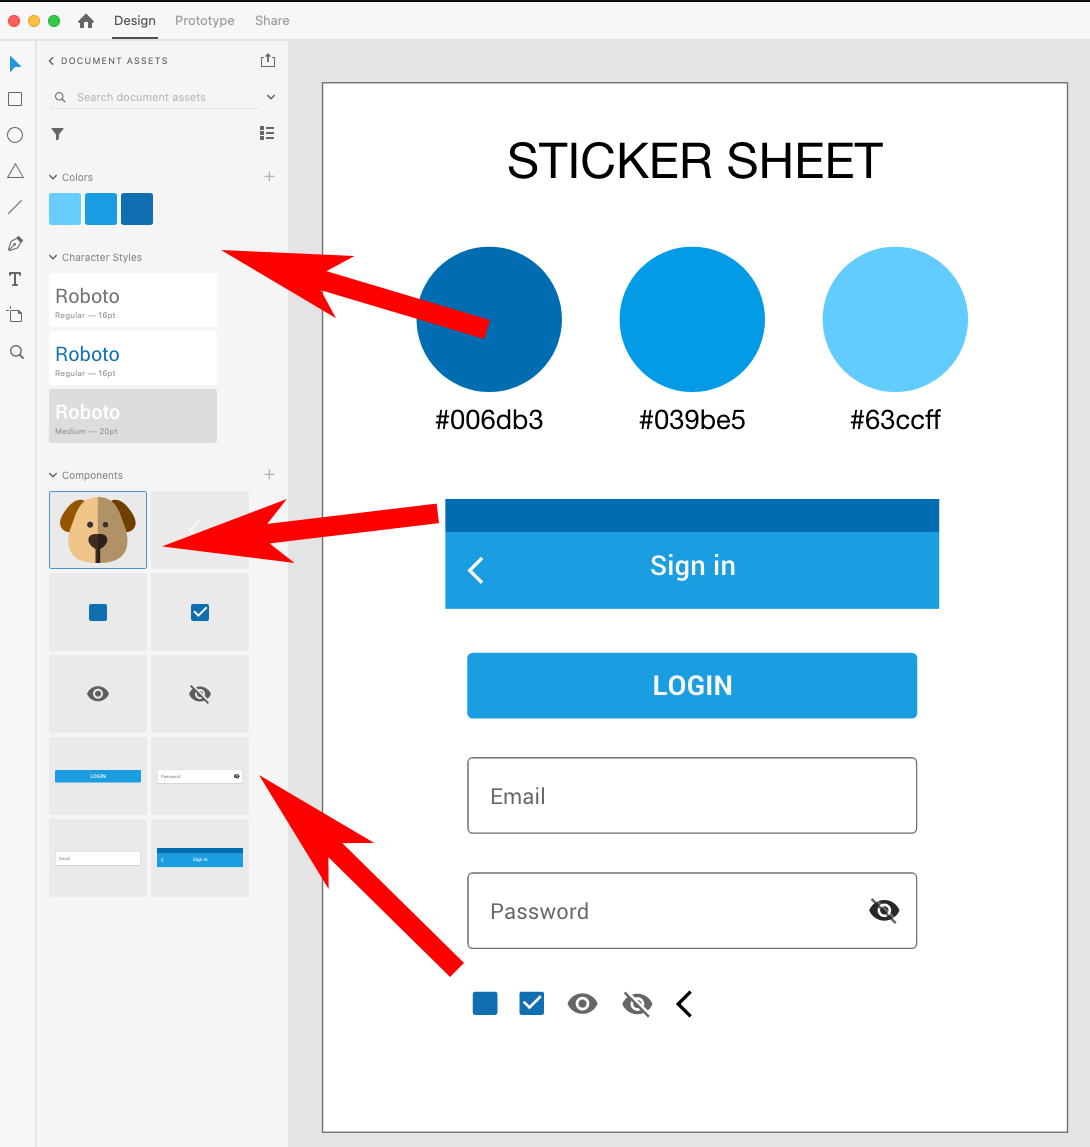 Design Prototype Share
DOCUMENT ASSETS
Search document assets
Colors
Character Styles
Roboto
Regular — 16pt
Roboto
Regular — 16pt
Roboto
Medium — 20pt
Components
LOGIN
Password
Email
Sign in
STICKER SHEET
#006db3 #039be5 #63ccff
Sign in
LOGIN
Email
Password